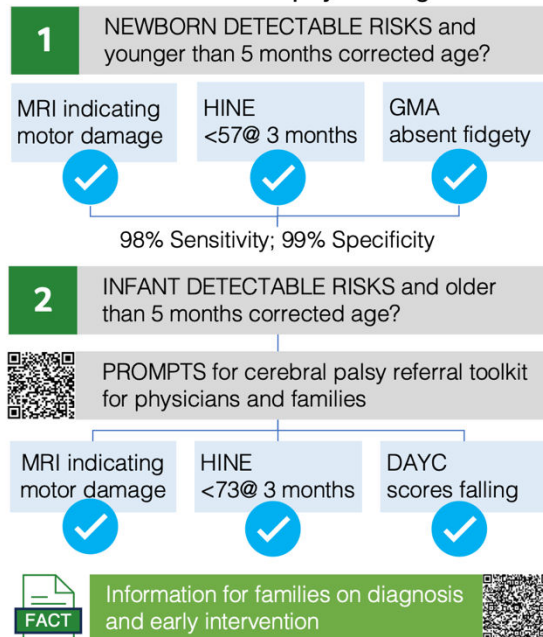 1
NEWBORN DETECTABLE RISKS and
younger than 5 months corrected age?
MRI indicating
motor damage
HINE
<57@ 3 months
GMA
absent fidgety
98% Sensitivity; 99% Specificity
2
INFANT DETECTABLE RISKS and older
than 5 months corrected age?
PROMPTS for cerebral palsy referral toolkit
for physicians and families
MRI indicating
motor damage
HINE
<73@ 3 months
DAYC
scores falling
FACT
Information for families on diagnosis
and early intervention